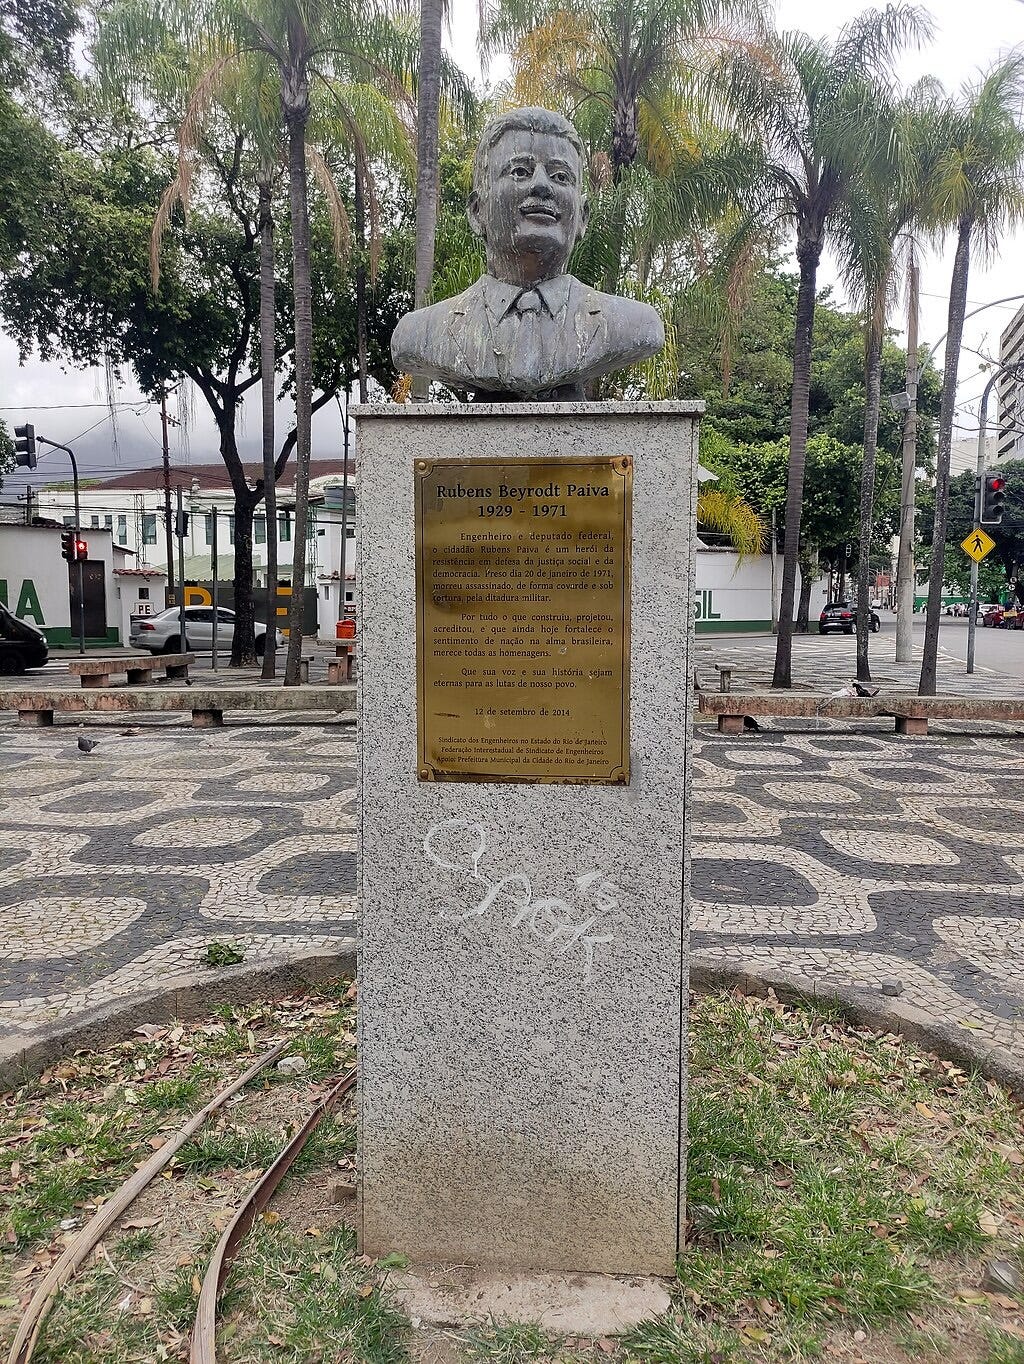 Rubens Beyrodt Paiva
1929 - 1971
Engenheiro e deputado federal,
o cidadão Rubens Paiva é um herói da
resistência em defesa da justiça social e da
democracia. Preso dia 20 de janeiro de 1971,
morreu assassinado, de forma covarde e sob
tortura, pela ditadura militar.
Por tudo o que construiu, projetou,
acreditou, e que ainda hoje fortalece o
sentimento de nação na alma brasileira,
merece todas as homenagens.
Que sua voz e sua história sejam
eternas para as lutas de nosso povo.
12 de setembro de 2014
Sindicato dos Engenheiros no Estado do Rio de Janeiro
Federação Interestadual de Sindicato de Engenheiros
Apoio: Prefeitura Municipal da Cidade do Rio de Janeiro
PE
PE